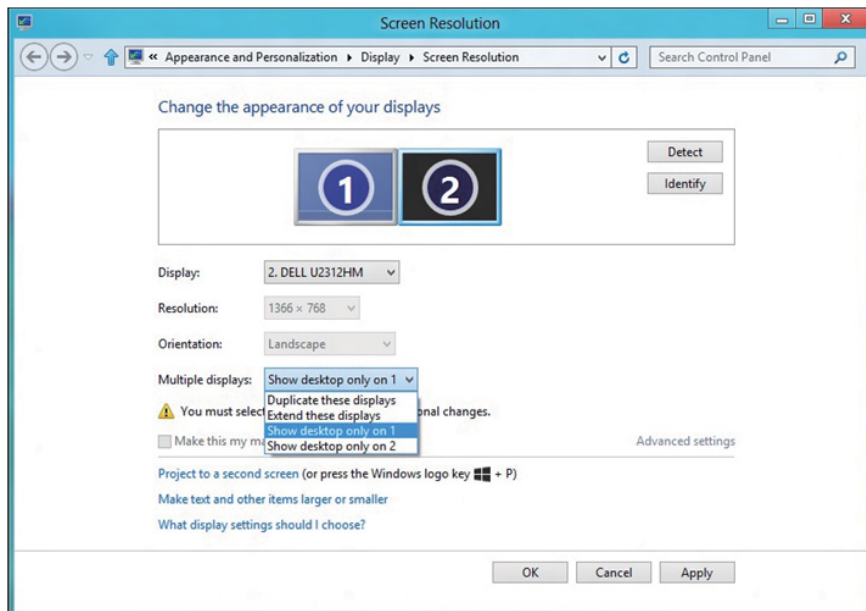 Screen Resolution
« Appearance and Personalization Display Screen Resolution
Search Control Panel
Change the appearance of your displays
1 2
Detect
Identify
Display: 2. DELL U2312HM
Resolution: 1366 × 768
Orientation: Landscape
Multiple displays: Show desktop only on 1
Duplicate these displays
You must select onal changes.
Extend these displays
Show desktop only on 1
Make this my ma Advanced settings
Show desktop only on 2
Project to a second screen (or press the Windows logo key + P)
Make text and other items larger or smaller
What display settings should I choose?
OK Cancel Apply